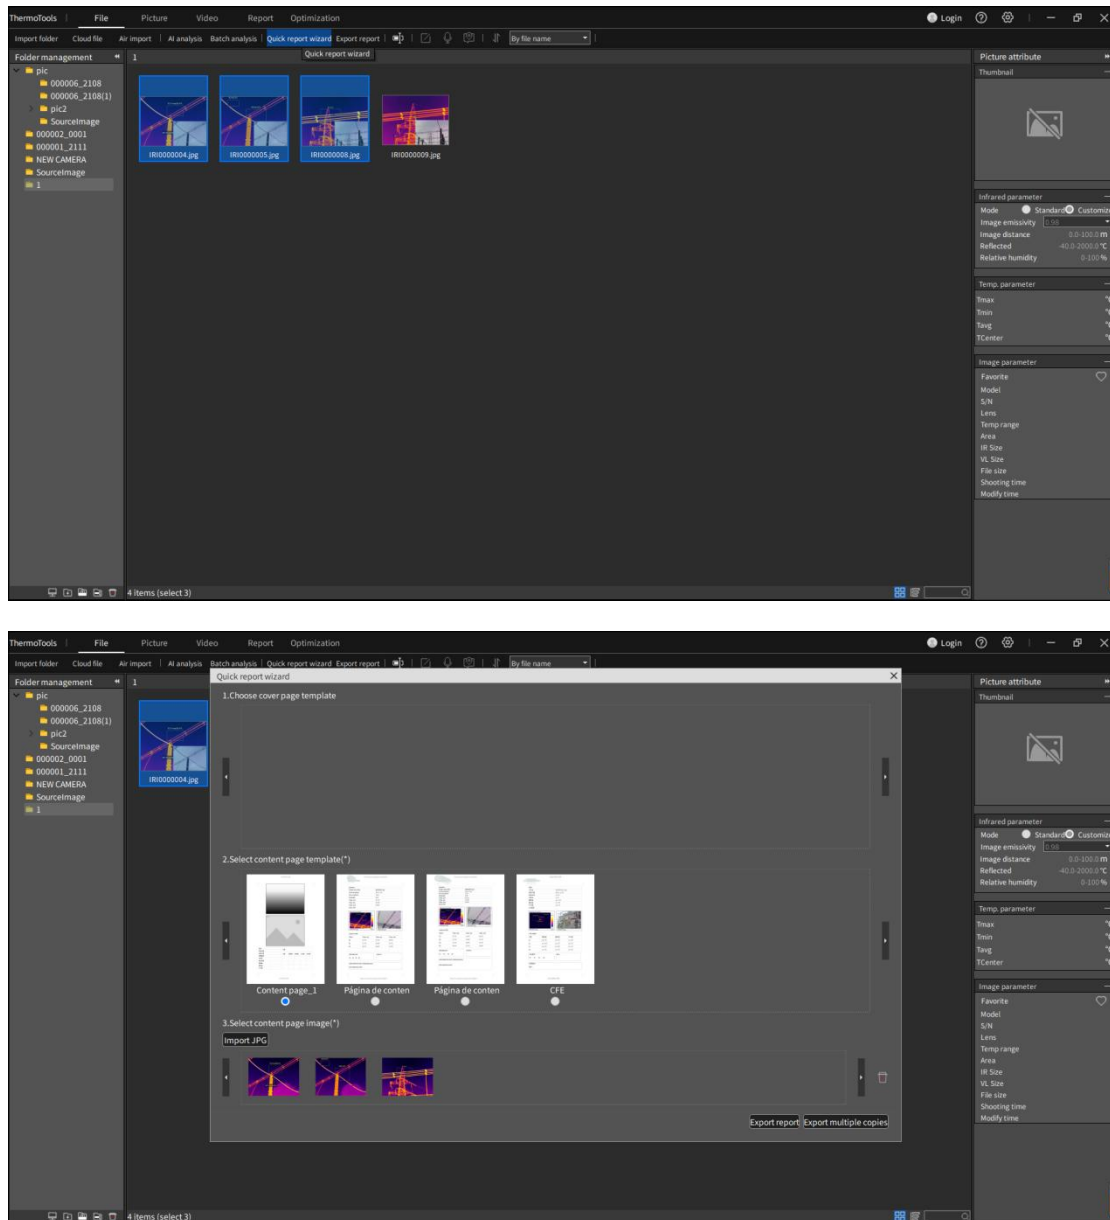 ThermoTools File Picture Video Report Optimization Login
Import folder Cloud file Air import AI analysis Batch analysis Quick report wizard Export report By file name
Folder management 1 Quick report wizard Picture attribute
pic
000006_2108
000006_2108(1)
pic2
SourceImage
000002_0001
000001_2111
NEW CAMERA
SourceImage
1
IRI0000004.jpg IRI0000005.jpg IRI0000008.jpg IRI0000009.jpg
Thumbnail
Infrared parameter
Mode Standard Customize
Image emissivity 0.98
Image distance 0.0-100.0 m
Reflected -40.0-2000.0 °C
Relative humidity 0-100 %
Temp. parameter
Tmax
Tmin
Tavg
TCenter
Image parameter
Favorite
Model
S/N
Lens
Temp range
Area
IR Size
VL Size
File size
Shooting time
Modify time
4 items (select 3)
ThermoTools File Picture Video Report Optimization Login
Import folder Cloud file Air import AI analysis Batch analysis Quick report wizard Export report By file name
Folder management 1 Picture attribute
pic
000006_2108
000006_2108(1)
pic2
SourceImage
000002_0001
000001_2111
NEW CAMERA
SourceImage
1
IRI0000004.jpg
Quick report wizard
1.Choose cover page template
2.Select content page template(*)
Content page_1 Página de conten Página de conten CFE
3.Select content page image(*)
Import JPG
Export report Export multiple copies
Thumbnail
Infrared parameter
Mode Standard Customize
Image emissivity 0.98
Image distance 0.0-100.0 m
Reflected -40.0-2000.0 °C
Relative humidity 0-100 %
Temp. parameter
Tmax
Tmin
Tavg
TCenter
Image parameter
Favorite
Model
S/N
Lens
Temp range
Area
IR Size
VL Size
File size
Shooting time
Modify time
4 items (select 3)